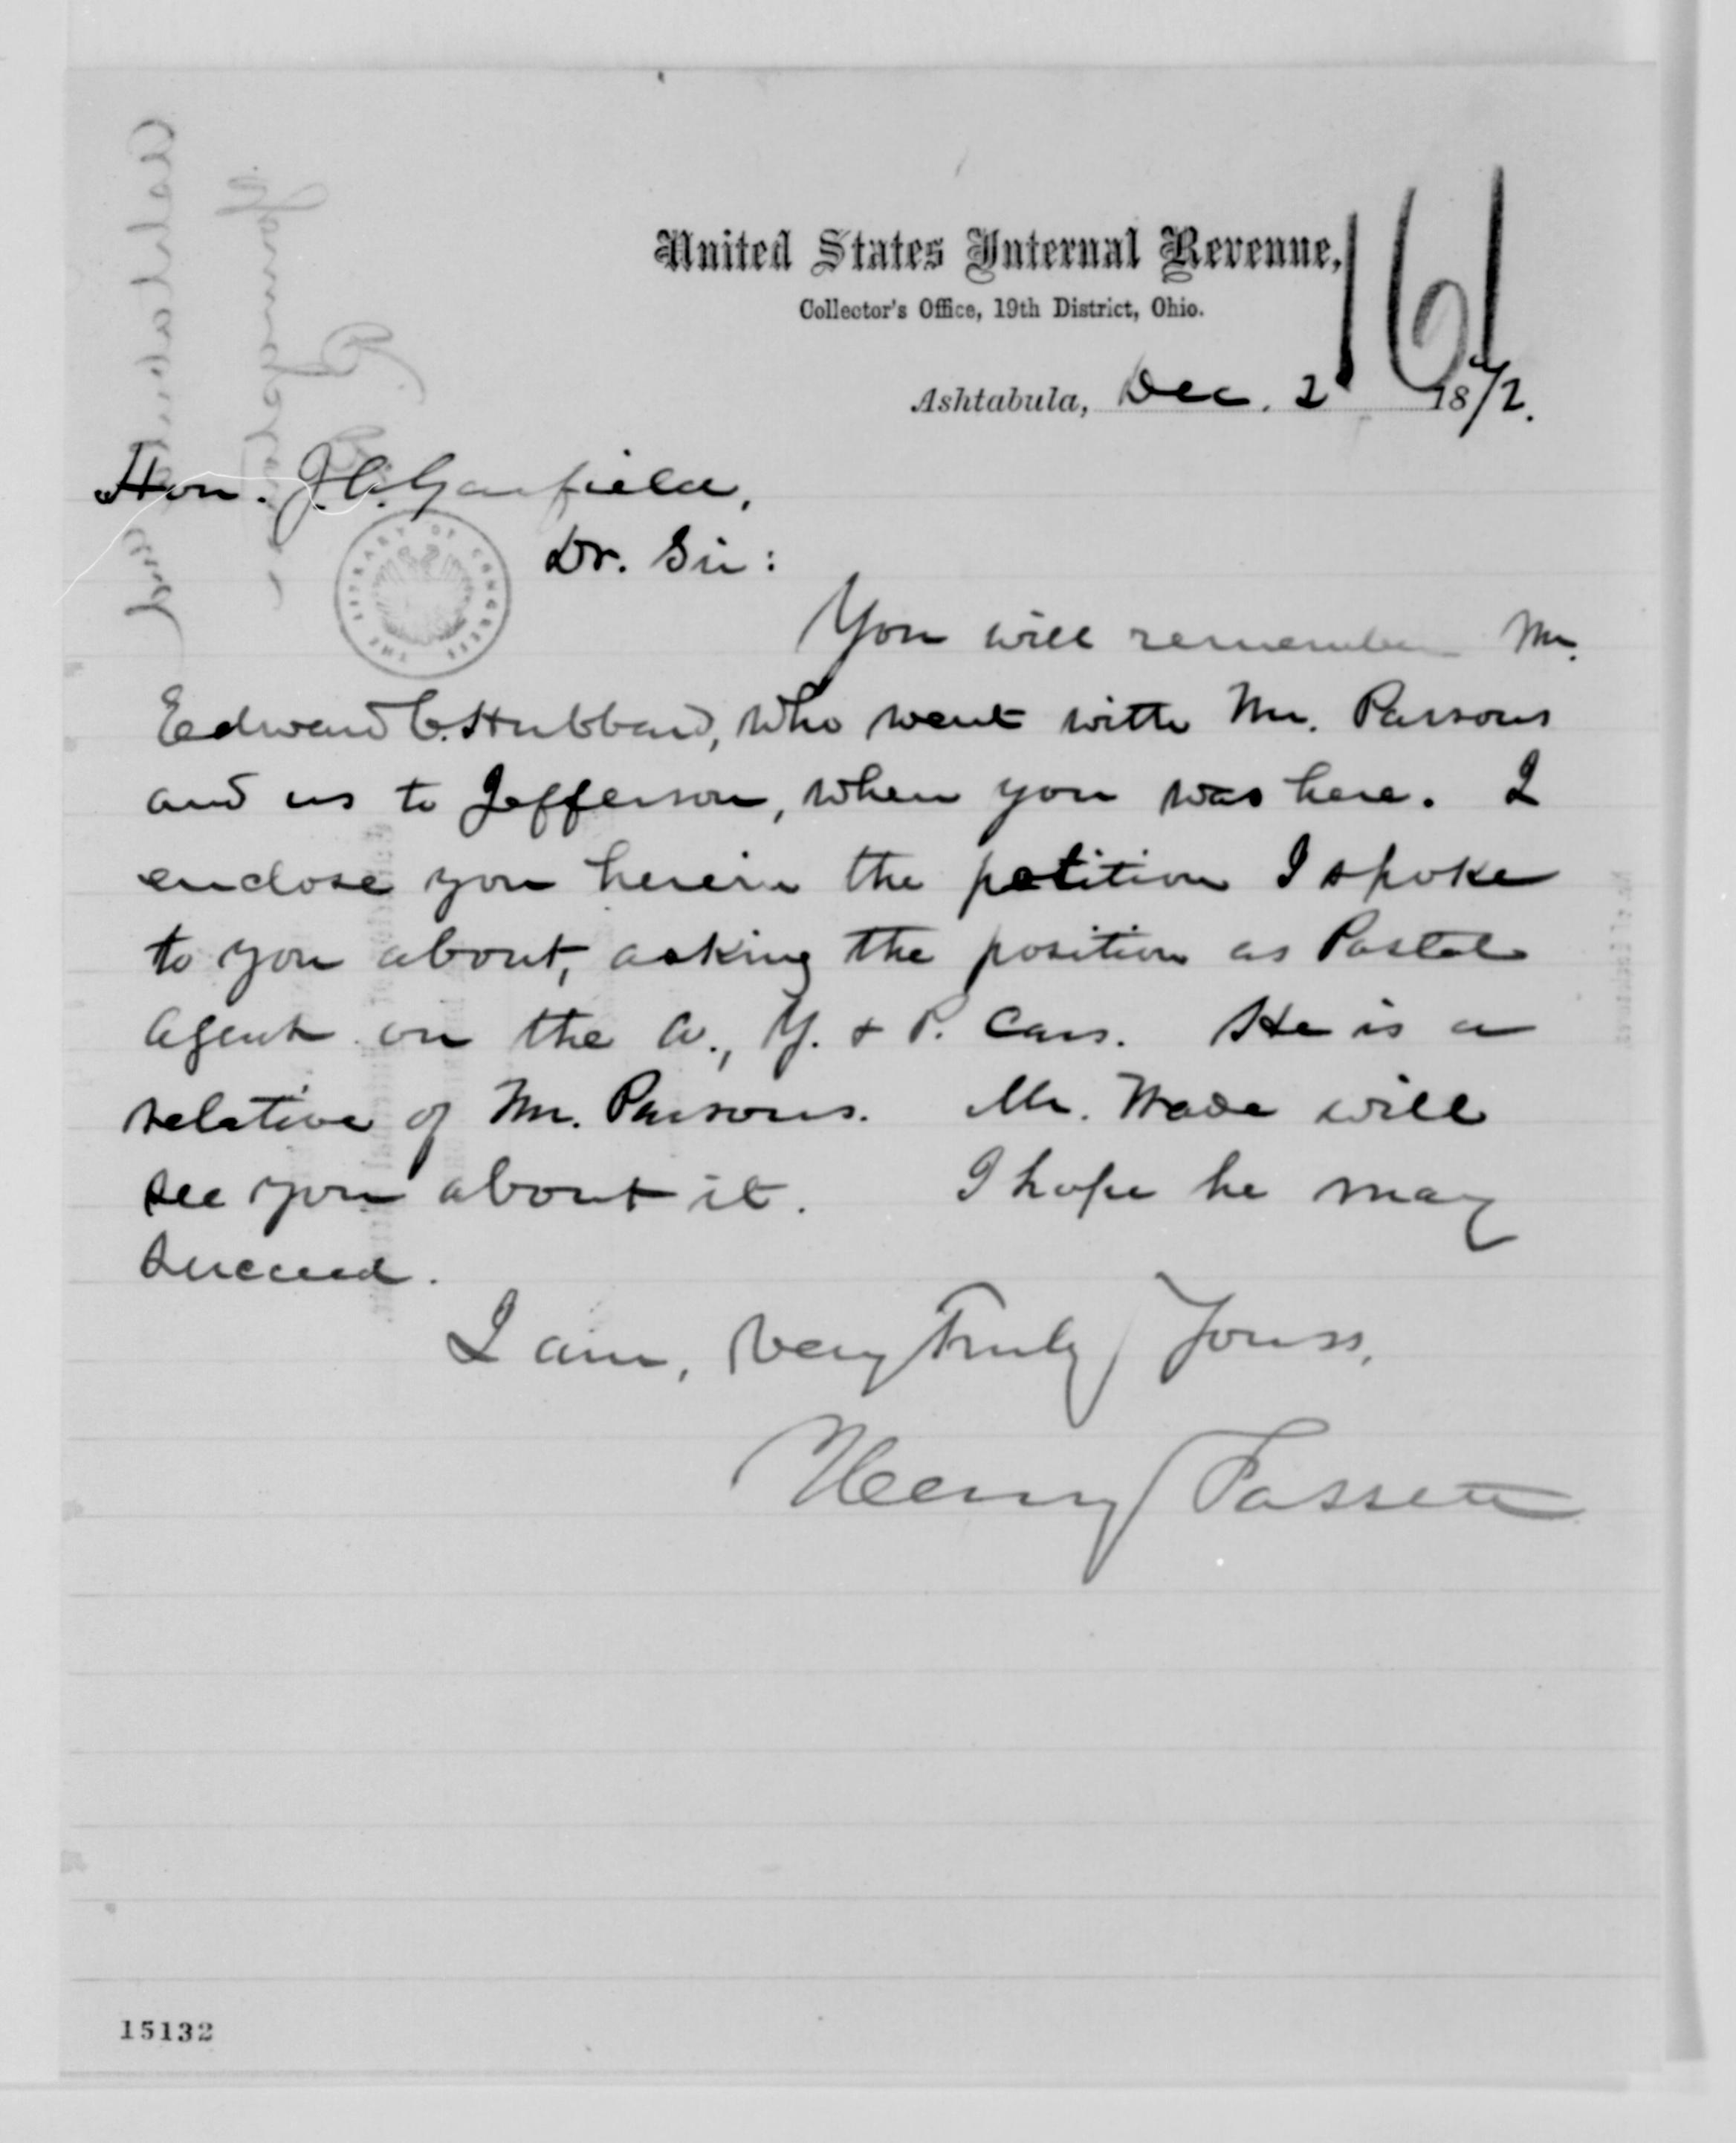 161
United States Internal Revenue,
Collector's Office, 19th District, Ohio.
Ashtabula, Dec. 2 1872.
Hon. J. A. Garfield,
Dr. Sir:
THE LIBRARY OF CONGRESS
You will remember Mr.
Edward C. Hubbard, who went with Mr. Parsons
and us to Jefferson, when you was here. I
enclose you herein the petition I spoke
to you about, asking the position as Postal
Agent on the A., Y. & P. Cars. He is a
relative of Mr. Parsons. Mr. Wade will
see you about it. I hope he may
succeed.
I am, Very Truly Yours,
Henry Fassett
15132